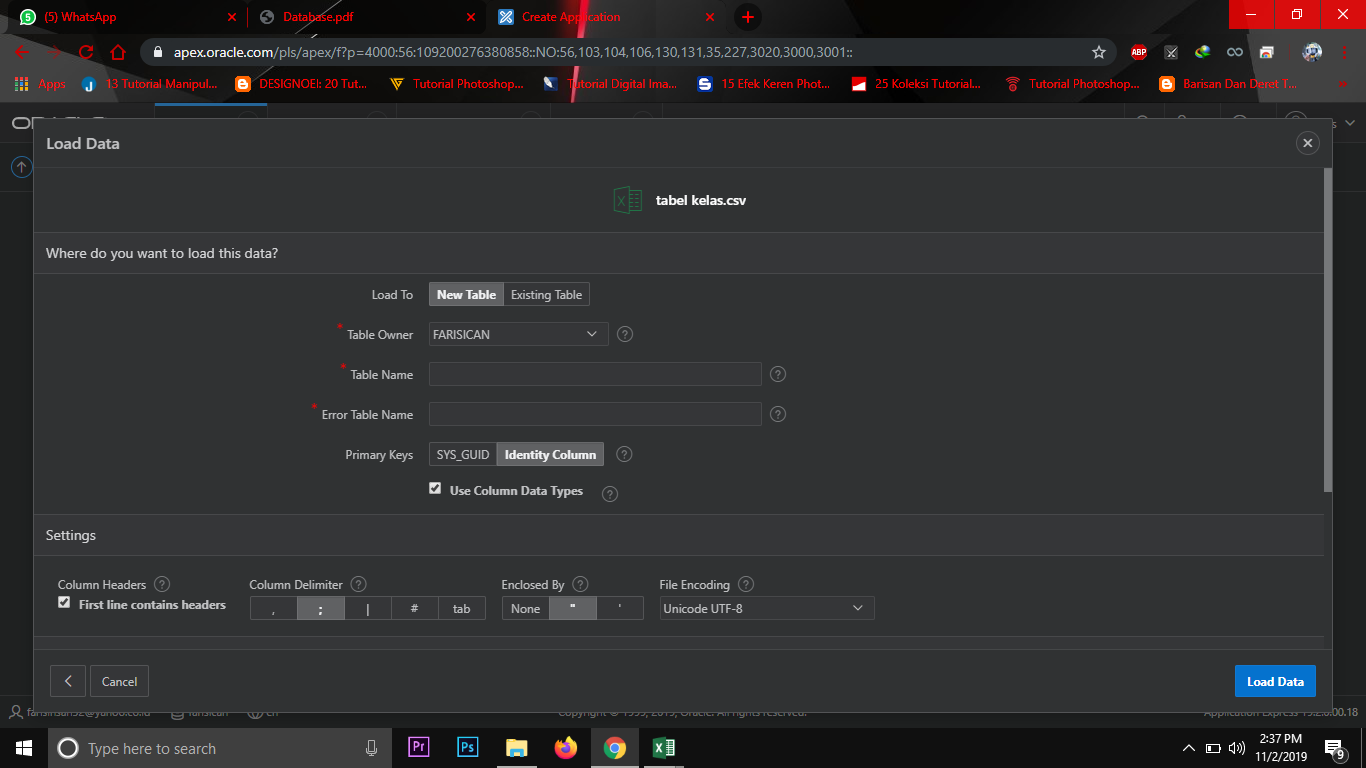 (5) WhatsApp
Database.pdf
Create Application
apex.oracle.com/pls/apex/f?p=4000:56:109200276380858::NO:56,103,104,106,130,131,35,227,3020,3000,3001::
ABP
Apps
13 Tutorial Manipul...
DESIGNOEL: 20 Tut...
Tutorial Photoshop...
Tutorial Digital Ima...
15 Efek Keren Phot...
25 Koleksi Tutorial...
Tutorial Photoshop...
Barisan Dan Deret T...
Load Data
tabel kelas.csv
Where do you want to load this data?
Load To
New Table
Existing Table
* Table Owner
FARISICAN
?
* Table Name
?
* Error Table Name
?
Primary Keys
SYS_GUID
Identity Column
?
Use Column Data Types
?
Settings
Column Headers ?
First line contains headers
Column Delimiter ?
, ; | # tab
Enclosed By ?
None " '
File Encoding ?
Unicode UTF-8
Cancel
Load Data
Copyright © 1999, 2019, Oracle. All rights reserved.
Application Express 19.2.0.00.18
Type here to search
Pr
Ps
2:37 PM
11/2/2019
9